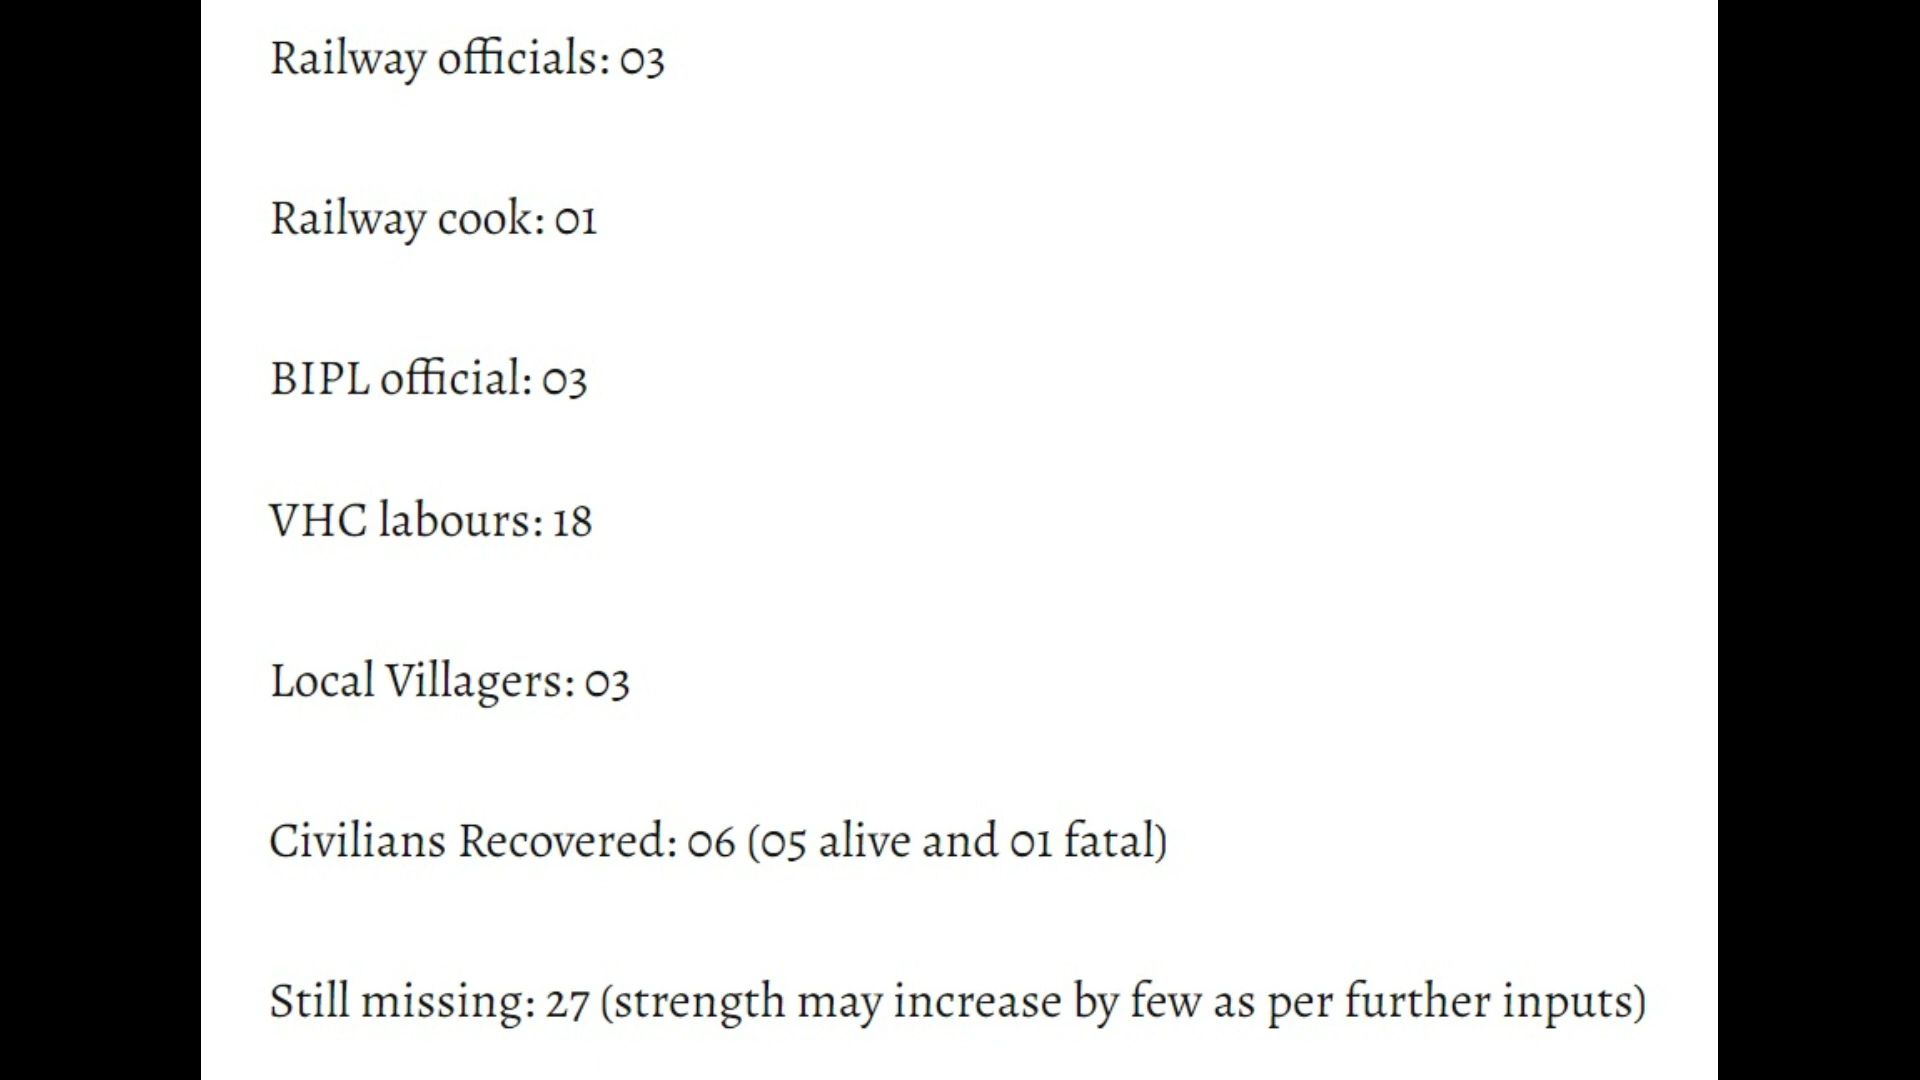 Railway officials: 03
Railway cook: 01
BIPL official: 03
VHC labours: 18
Local Villagers: 03
Civilians Recovered: 06 (05 alive and 01 fatal)
Still missing: 27 (strength may increase by few as per further inputs)